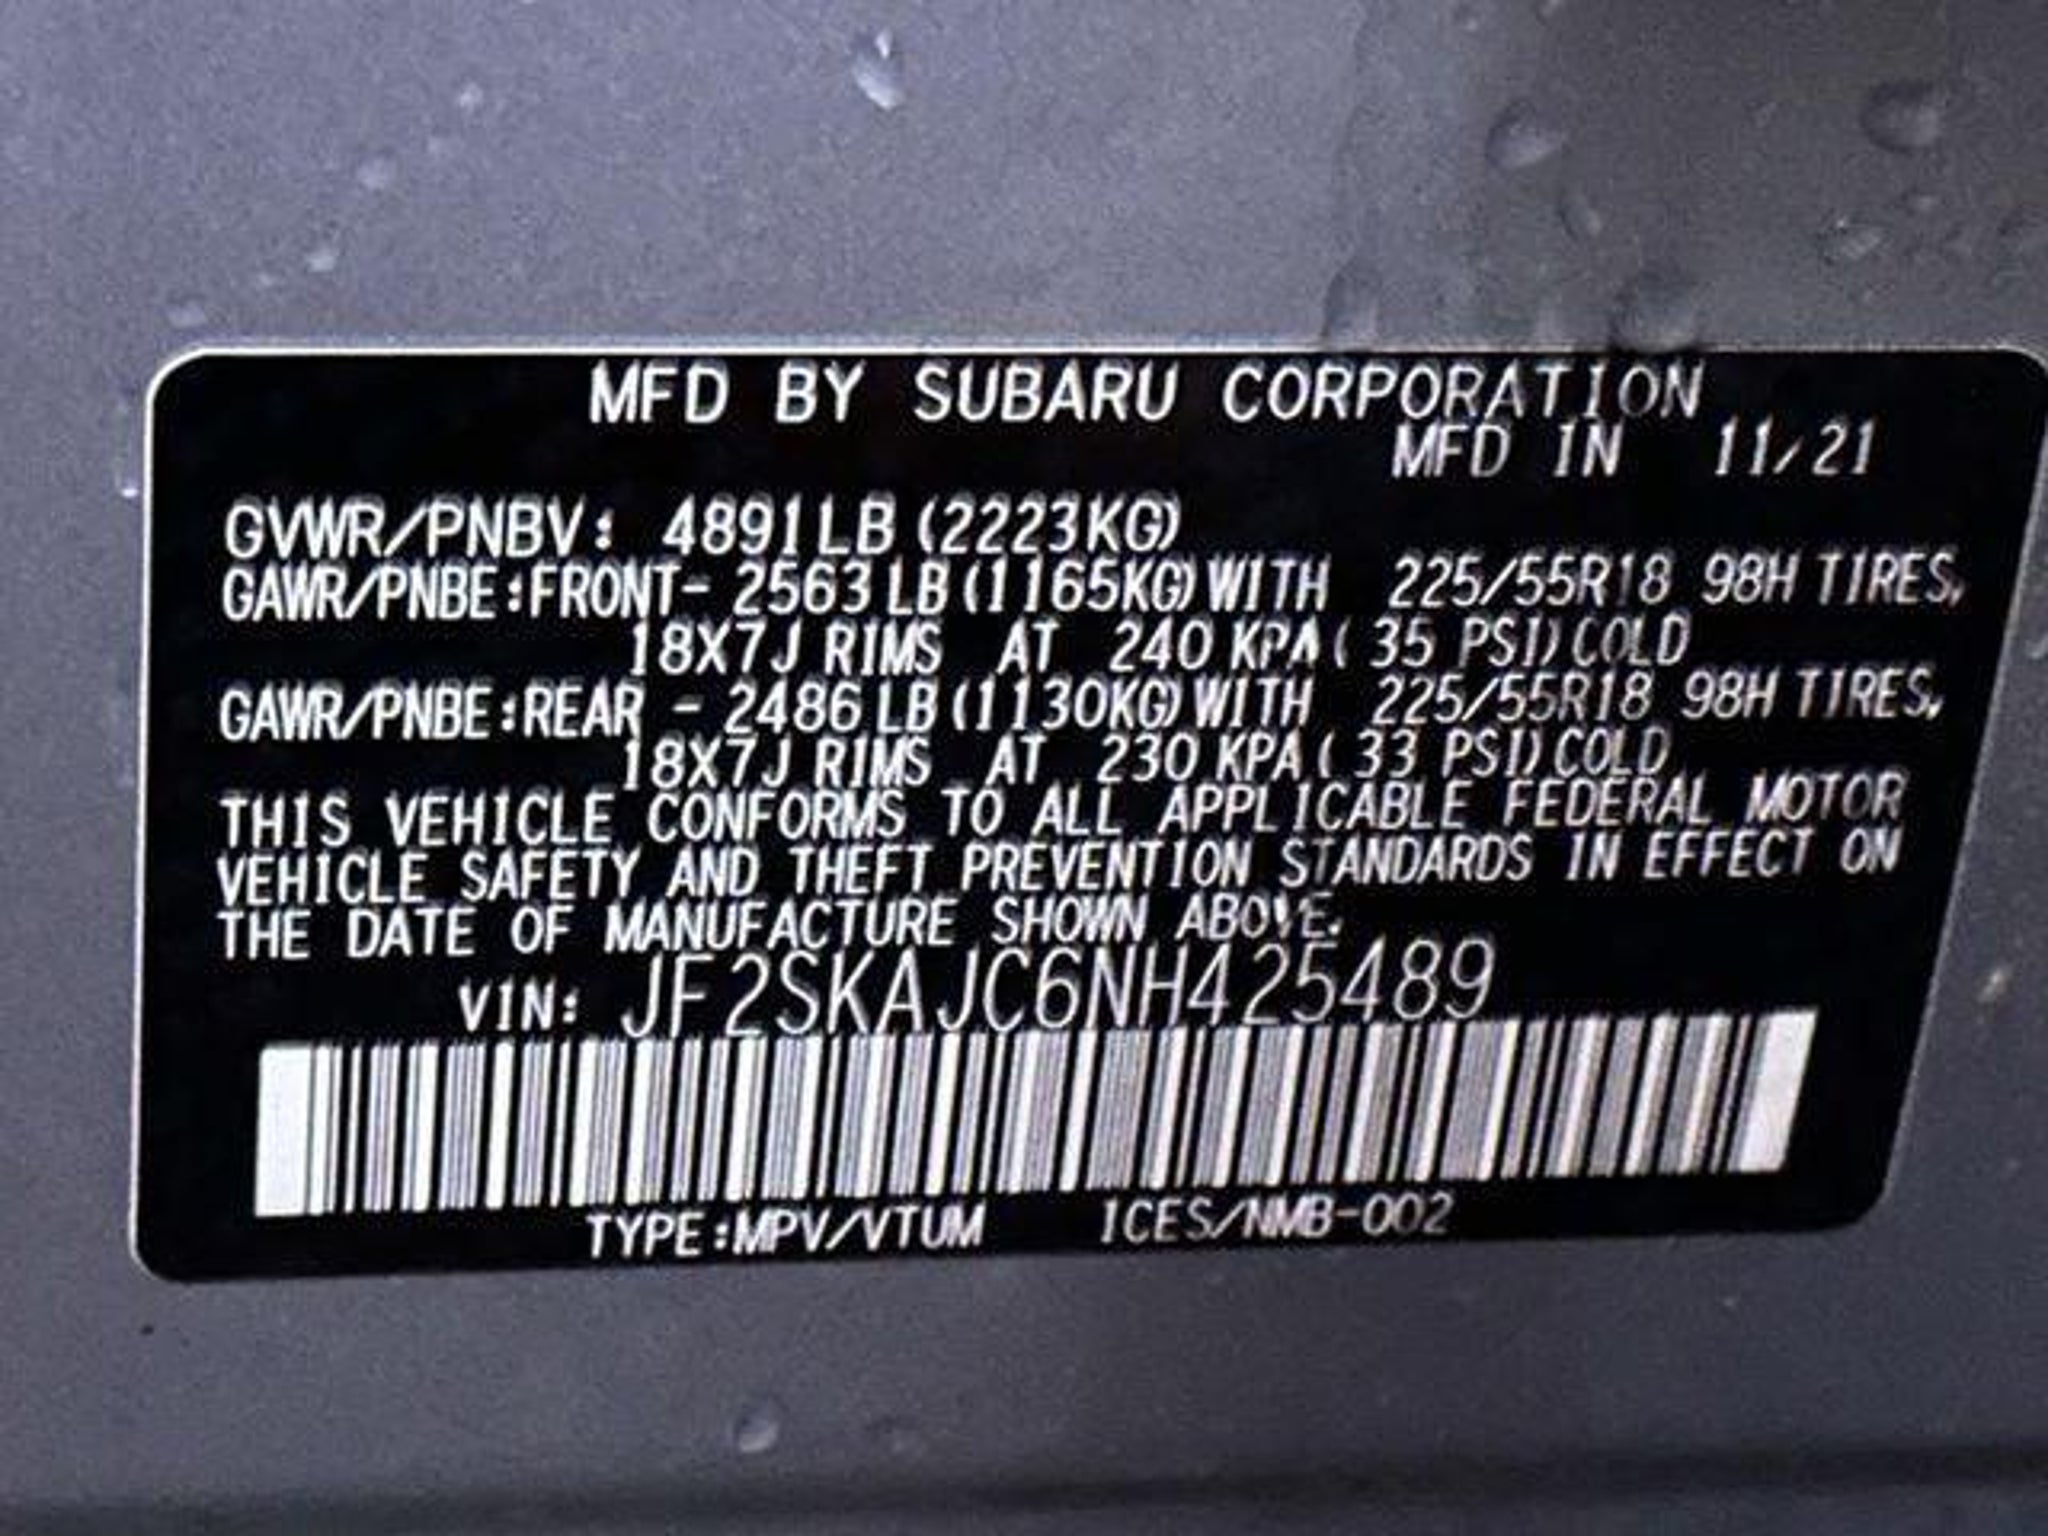 MFD BY SUBARU CORPORATION
MFD IN 11/21
GVWR/PNBV: 4891LB (2223KG)
GAWR/PNBE:FRONT- 2563LB (1165KG) WITH 225/55R18 98H TIRES,
18X7J RIMS AT 240 KPA ( 35 PSI) COLD
GAWR/PNBE:REAR - 2486LB (1130KG) WITH 225/55R18 98H TIRES,
18X7J RIMS AT 230 KPA ( 33 PSI) COLD
THIS VEHICLE CONFORMS TO ALL APPLICABLE FEDERAL MOTOR
VEHICLE SAFETY AND THEFT PREVENTION STANDARDS IN EFFECT ON
THE DATE OF MANUFACTURE SHOWN ABOVE.
VIN: JF2SKAJC6NH425489
TYPE:MPV/VTUM ICES/NMB-002